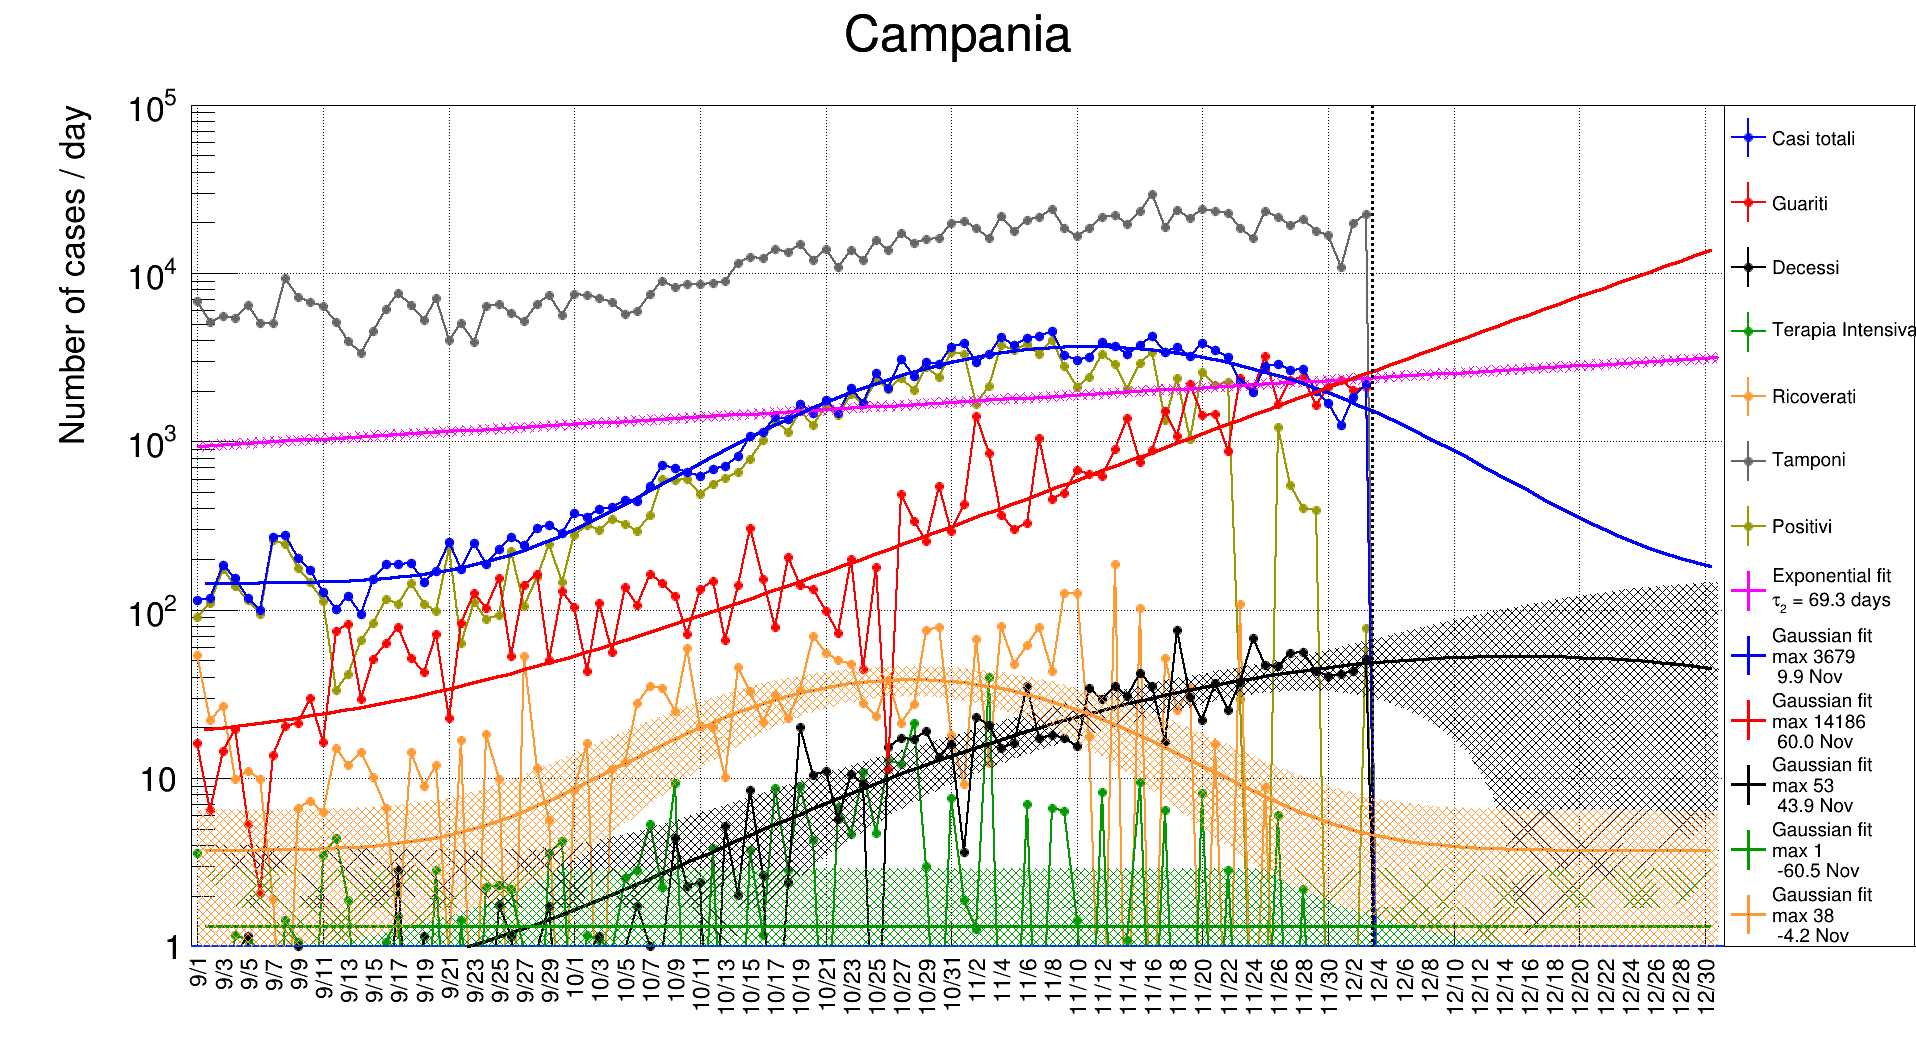 Campania
Number of cases / day
10^5
10^4
10^3
10^2
10
1
9/1 9/3 9/5 9/7 9/9 9/11 9/13 9/15 9/17 9/19 9/21 9/23 9/25 9/27 9/29 10/1 10/3 10/5 10/7 10/9 10/11 10/13 10/15 10/17 10/19 10/21 10/23 10/25 10/27 10/29 10/31 11/2 11/4 11/6 11/8 11/10 11/12 11/14 11/16 11/18 11/20 11/22 11/24 11/26 11/28 11/30 12/2 12/4 12/6 12/8 12/10 12/12 12/14 12/16 12/18 12/20 12/22 12/24 12/26 12/28 12/30
Casi totali
Guariti
Decessi
Terapia Intensiva
Ricoverati
Tamponi
Positivi
Exponential fit
τ2 = 69.3 days
Gaussian fit
max 3679
9.9 Nov
Gaussian fit
max 14186
60.0 Nov
Gaussian fit
max 53
43.9 Nov
Gaussian fit
max 1
-60.5 Nov
Gaussian fit
max 38
-4.2 Nov